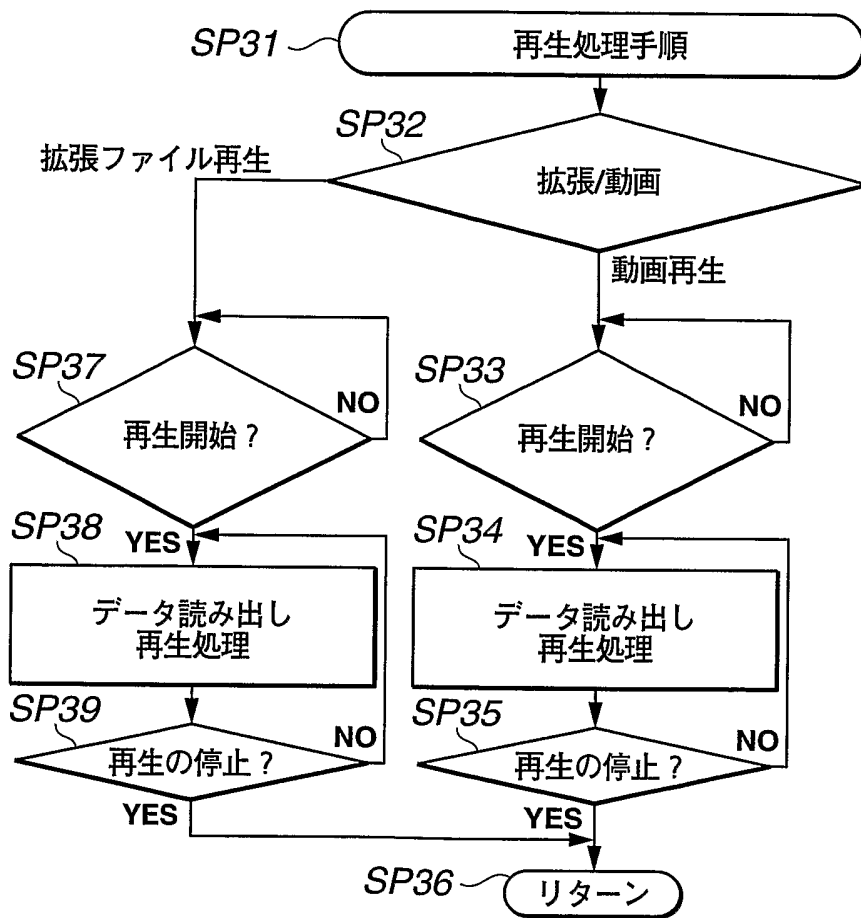 SP31
再生処理手順
SP32
拡張ファイル再生
拡張/動画
動画再生
SP37
NO
再生開始?
SP33
NO
再生開始?
SP38
YES
データ読み出し
再生処理
SP34
YES
データ読み出し
再生処理
SP39
NO
再生の停止?
YES
SP35
NO
再生の停止?
YES
SP36
リターン